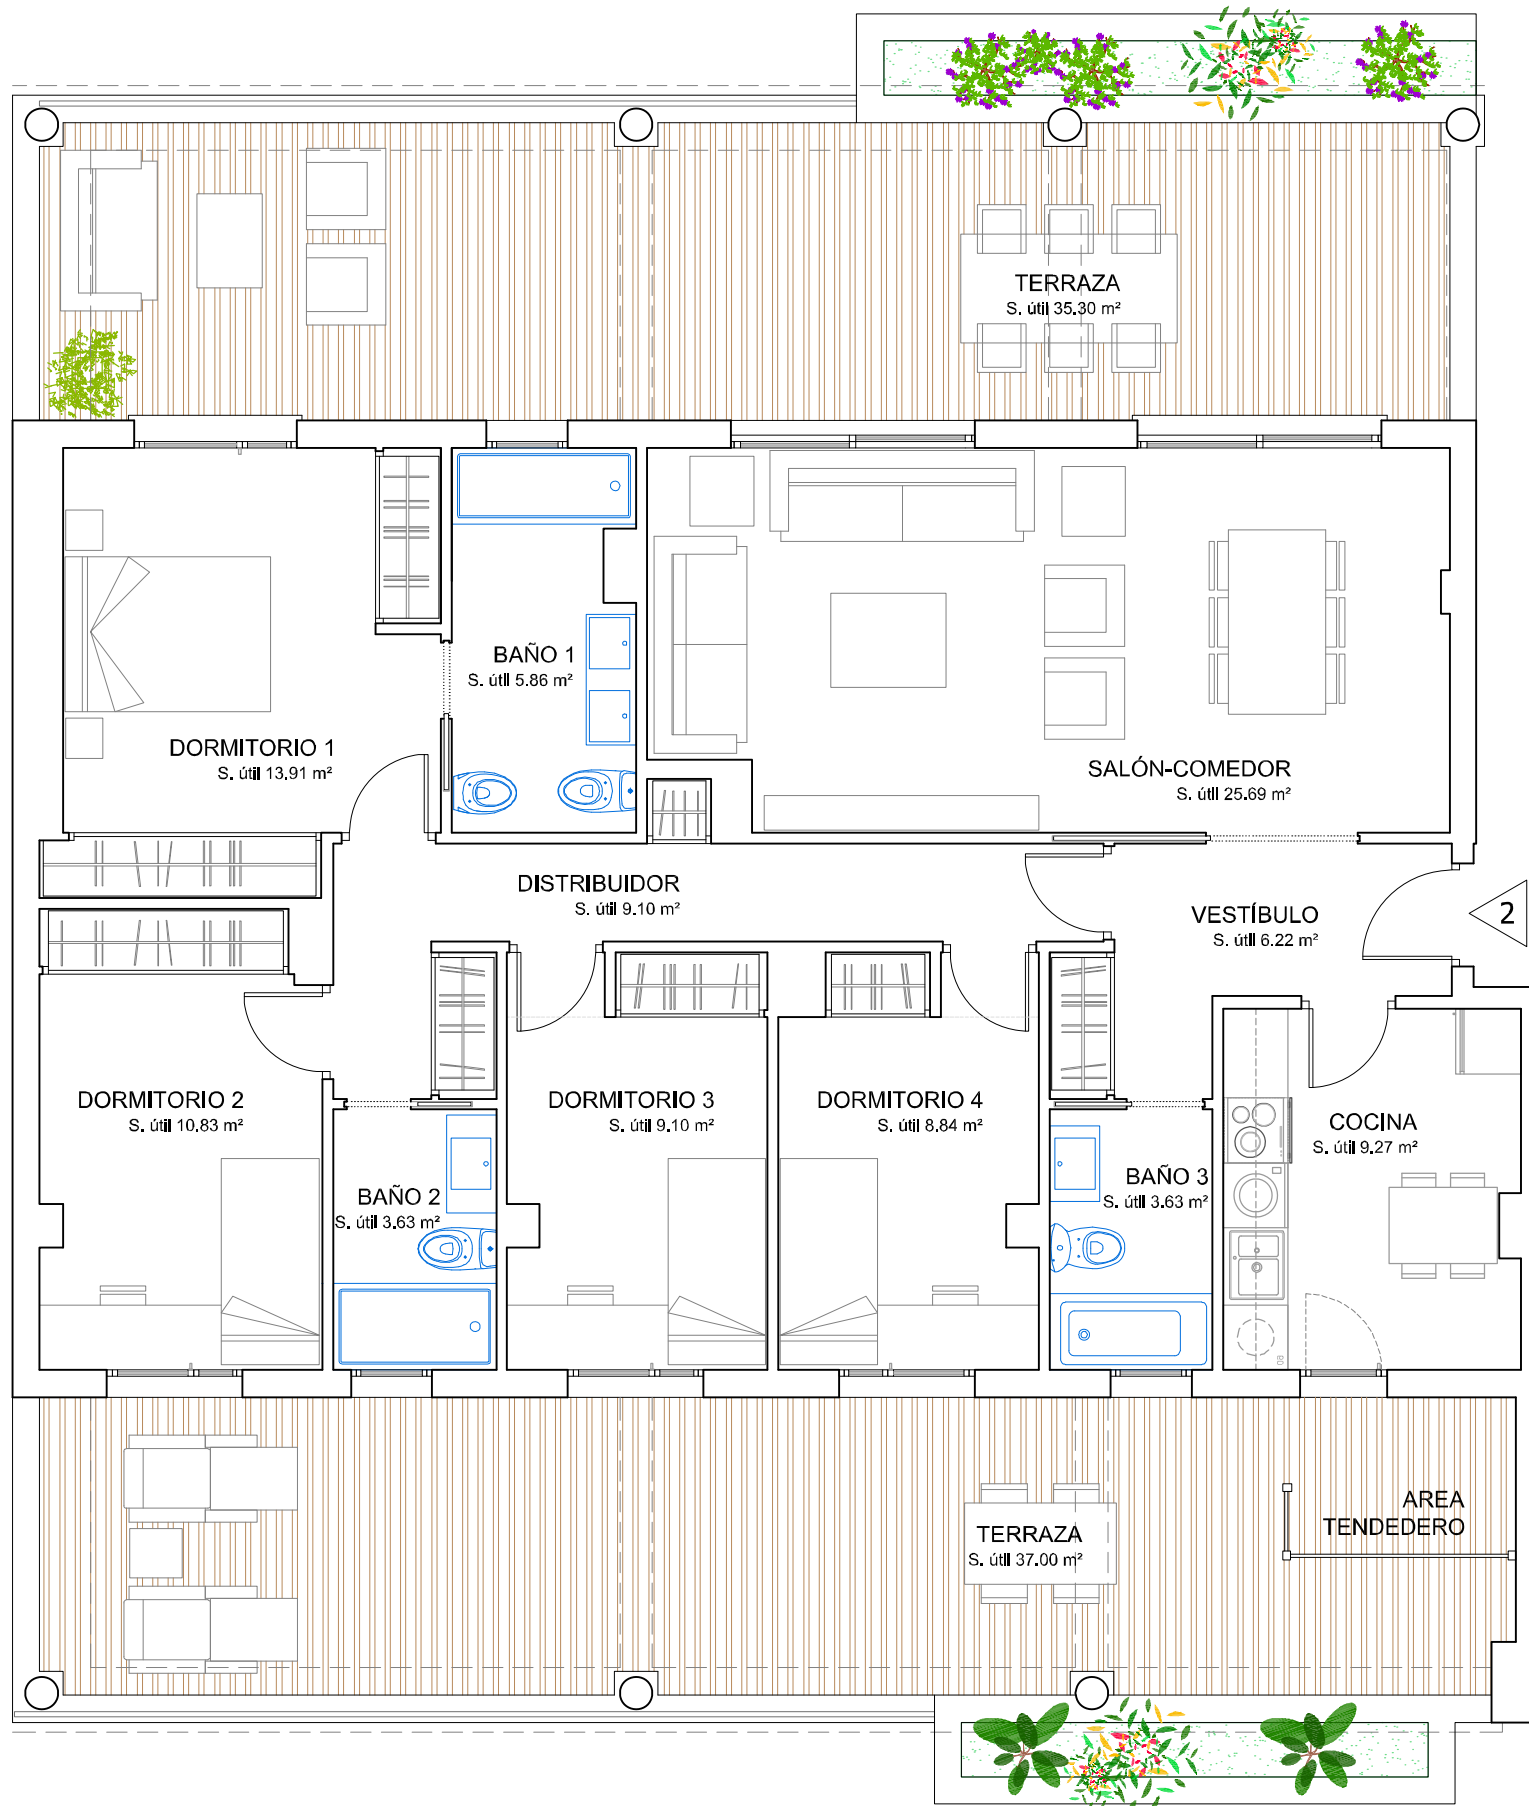 TERRAZA
S. útil 35.30 m²
BAÑO 1
S. útil 5.86 m²
DORMITORIO 1
S. útil 13.91 m²
SALÓN-COMEDOR
S. útil 25.69 m²
DISTRIBUIDOR
S. útil 9.10 m²
VESTÍBULO
S. útil 6.22 m²
2
DORMITORIO 2
S. útil 10.83 m²
DORMITORIO 3
S. útil 9.10 m²
DORMITORIO 4
S. útil 8.84 m²
COCINA
S. útil 9.27 m²
BAÑO 2
S. útil 3.63 m²
BAÑO 3
S. útil 3.63 m²
AREA
TENDEDERO
TERRAZA
S. útil 37.00 m²